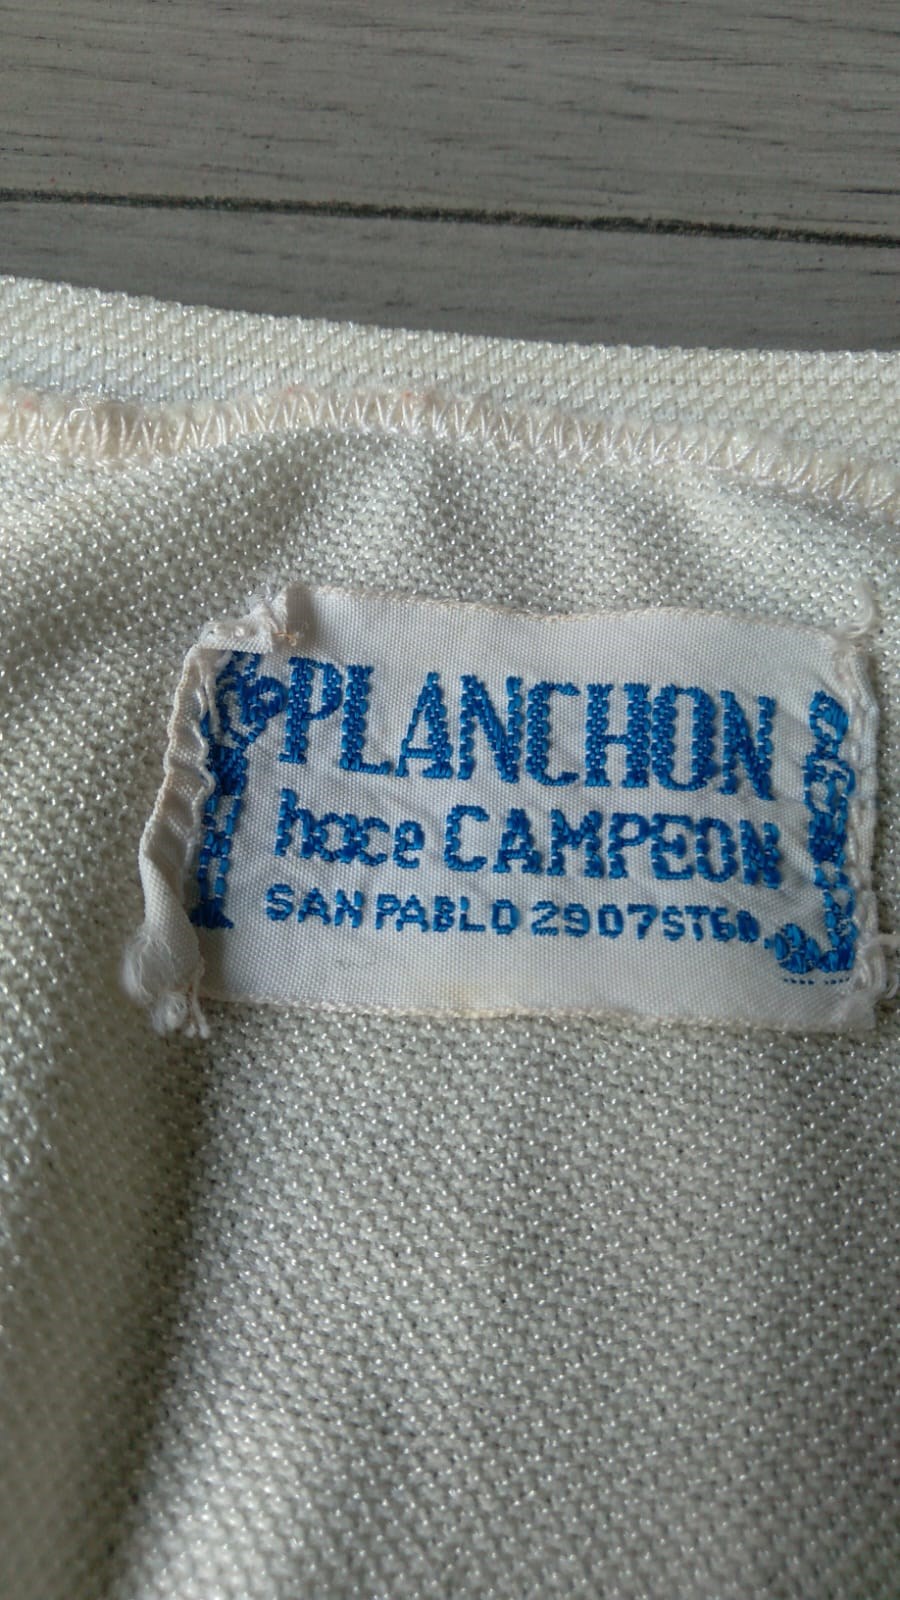 PLANCHON
hace CAMPEON
SAN PABLO 2907 STGO.